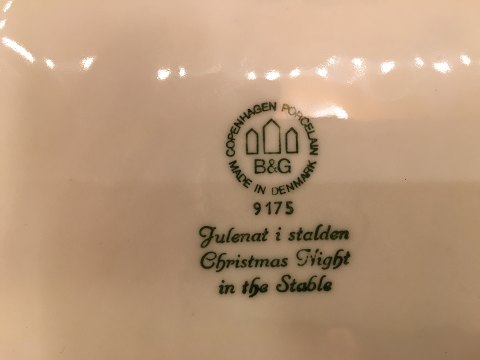 COPENHAGEN PORCELAIN
B&G
MADE IN DENMARK
9175
Julenat i stalden
Christmas Night
in the Stable